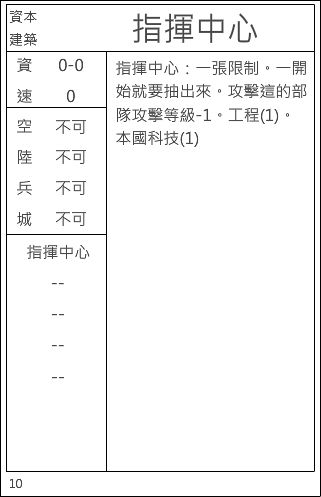 資本
建築
指揮中心
資 0-0
速 0
空 不可
陸 不可
兵 不可
城 不可
指揮中心
--
--
--
--
指揮中心：一張限制。一開
始就要抽出來。攻擊這的部
隊攻擊等級-1。工程(1)。
本國科技(1)
10